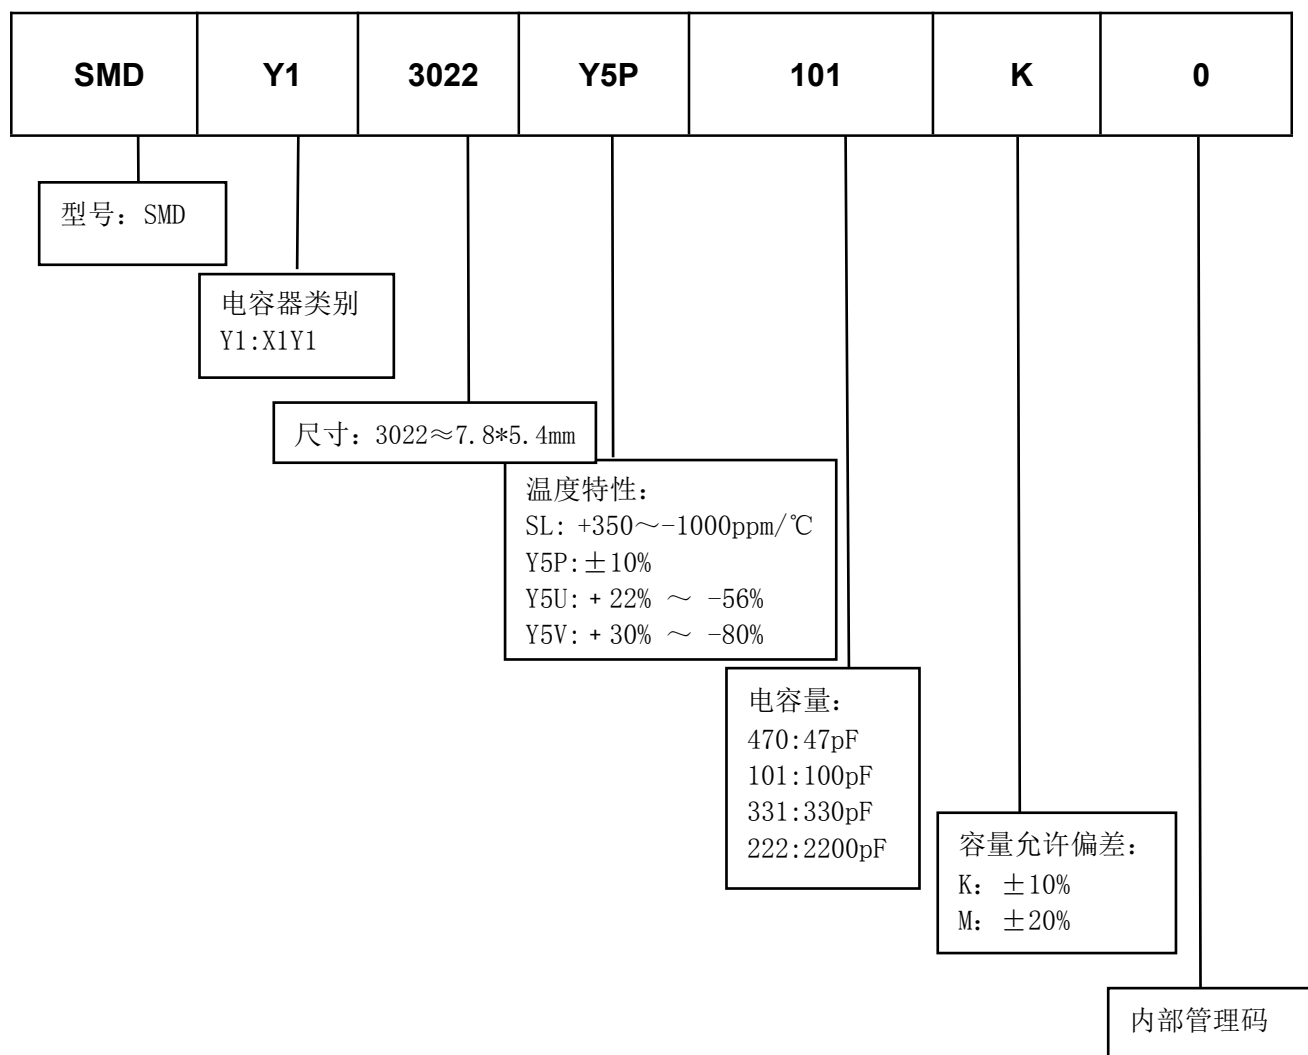 SMD Y1 3022 Y5P 101 K 0
型号：SMD
电容器类别
Y1:X1Y1
尺寸：3022≈7.8*5.4mm
温度特性：
SL: +350～-1000ppm/℃
Y5P:±10%
Y5U:+22% ～ -56%
Y5V:+30% ～ -80%
电容量：
470:47pF
101:100pF
331:330pF
222:2200pF
容量允许偏差：
K：±10%
M：±20%
内部管理码